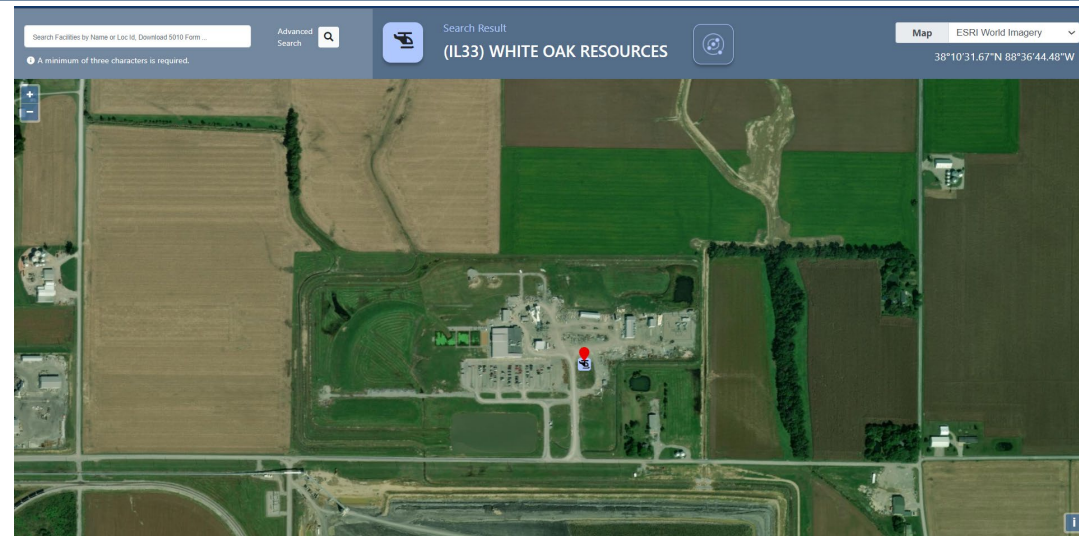 Search Facilities by Name or Loc Id, Download 5010 Form ...
Advanced
Search
A minimum of three characters is required.
Search Result
(IL33) WHITE OAK RESOURCES
Map
ESRI World Imagery
38°10'31.67"N 88°36'44.48"W
+
−
i